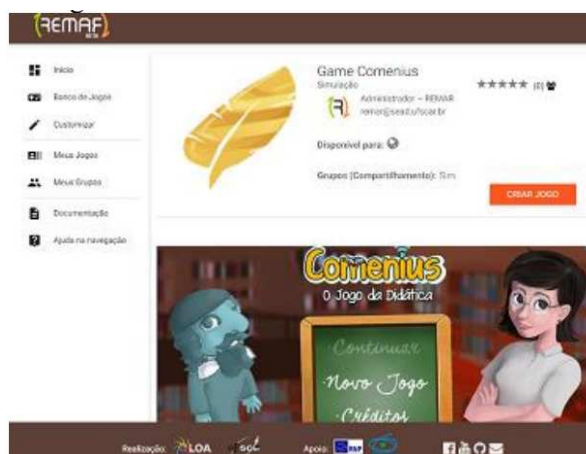 REMAR
BETA
Início
Banco de Jogos
Customizar
Meus Jogos
Meus Grupos
Documentação
Ajuda na navegação
Game Comenius
Simulação
Administrador – REMAR
remar@sead.ufscar.br
(0)
Disponível para:
Grupos (Compartilhamento): Sim
CRIAR JOGO
Comenius
O Jogo da Didática
·Continuar
·Novo Jogo
·Créditos
Realização: LOA
Apoio: